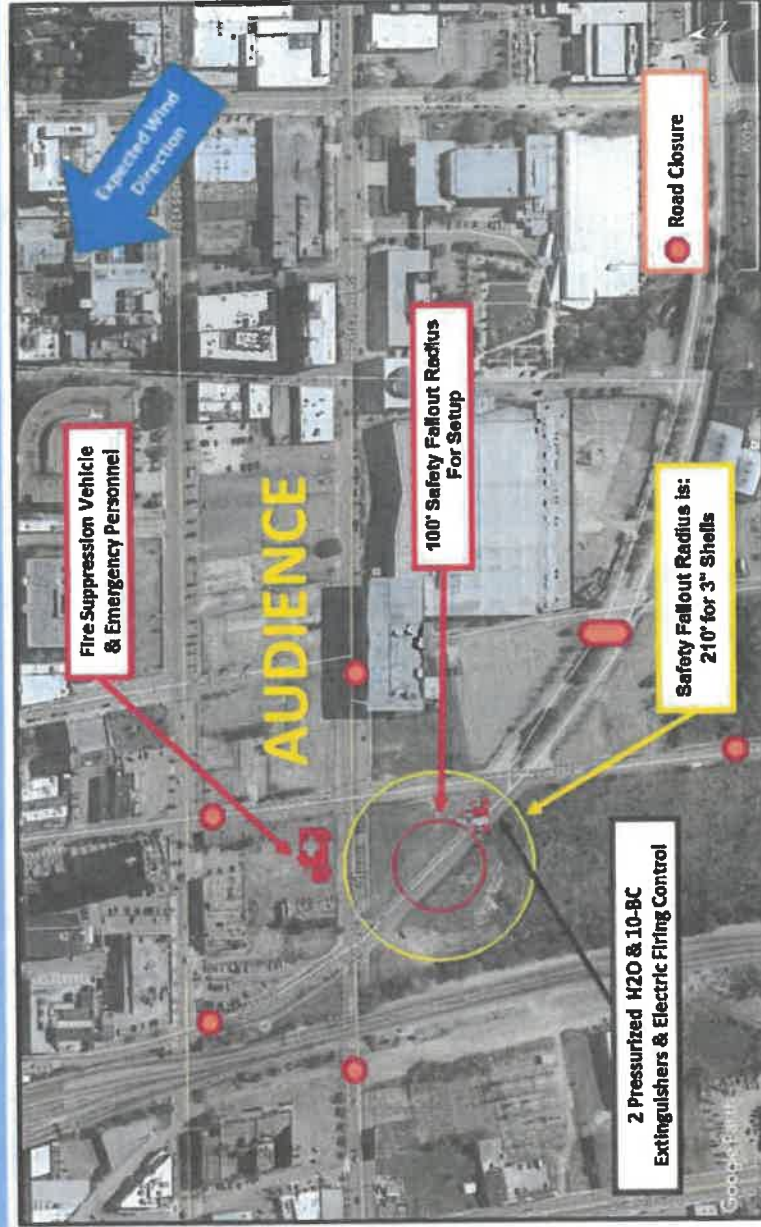 Expected Wind
Direction
Fire Suppression Vehicle
& Emergency Personnel
AUDIENCE
100' Safety Fallout Radius
For Setup
Road Closure
Safety Fallout Radius is:
210' for 3" Shells
2 Pressurized H2O & 10-BC
Extinguishers & Electric Firing Control
Google Earth